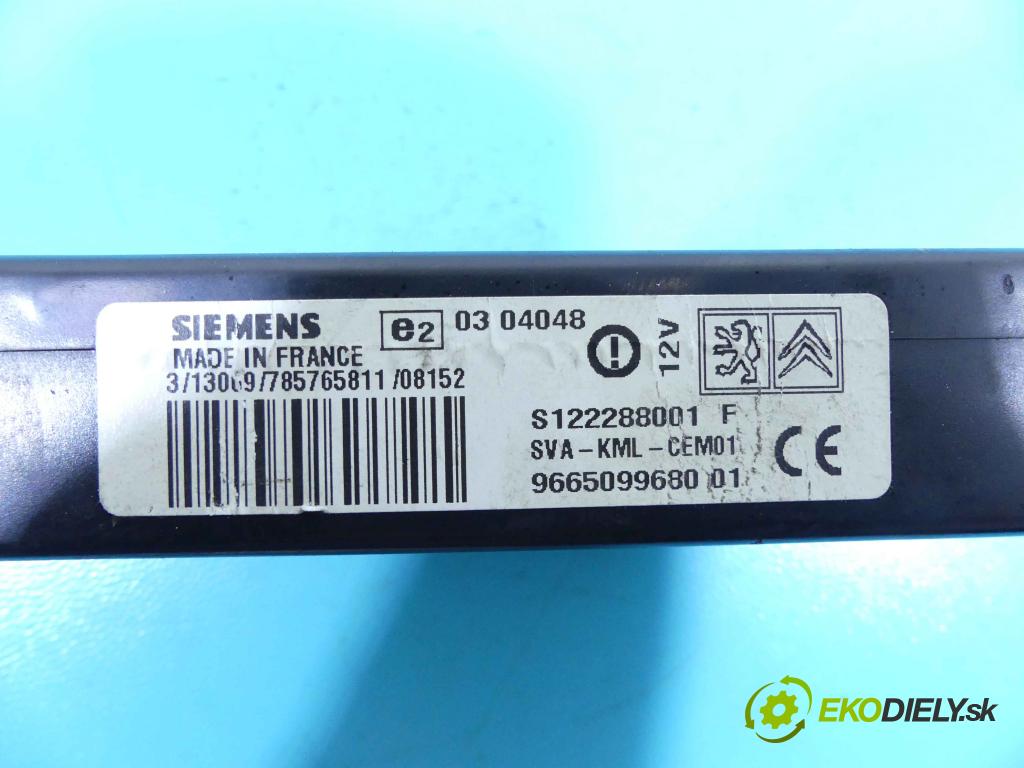 SIEMENS
e2 03 04048
MADE IN FRANCE
3/13069/785765811/08152
12V
S122288001 F
SVA-KML-CEM01
9665099680 01
CE
EKODIELY.sk